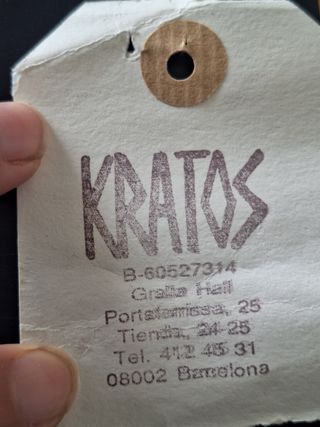 KRATOS
B-60527314
Gralla Hall
Portaferrissa, 25
Tienda, 24-25
Tel. 412 45 31
08002 Barcelona